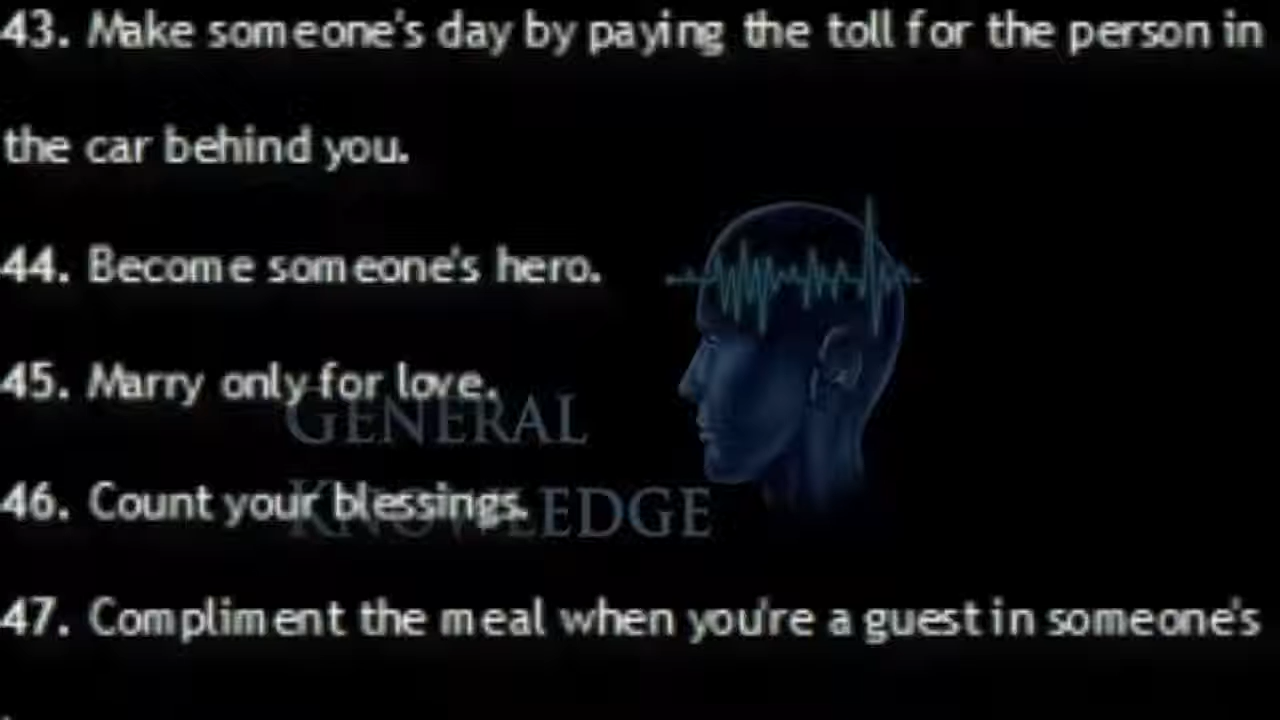 43. Make someone's day by paying the toll for the person in
the car behind you.
44. Become someone's hero.
45. Marry only for love.
GENERAL
46. Count your blessings.
KNOWLEDGE
47. Compliment the meal when you're a guest in someone's